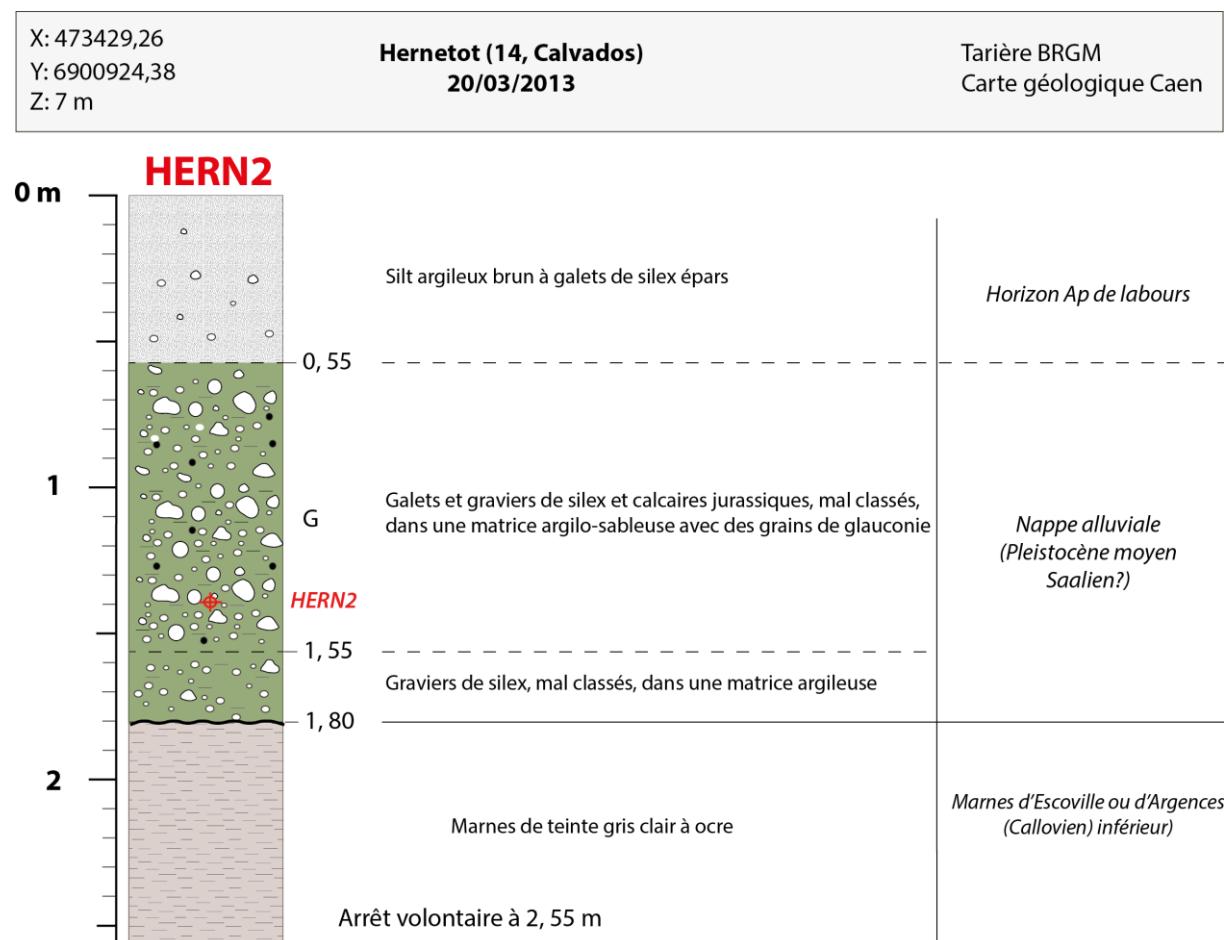 X: 473429,26
Y: 6900924,38
Z: 7 m
Hernetot (14, Calvados)
20/03/2013
Tarière BRGM
Carte géologique Caen
HERN2
0 m
Silt argileux brun à galets de silex épars
Horizon Ap de labours
0, 55
1
G
Galets et graviers de silex et calcaires jurassiques, mal classés,
dans une matrice argilo-sableuse avec des grains de glauconie
Nappe alluviale
(Pleistocène moyen
Saalien?)
HERN2
1, 55
Graviers de silex, mal classés, dans une matrice argileuse
1, 80
2
Marnes de teinte gris clair à ocre
Marnes d'Escoville ou d'Argences
(Callovien) inférieur)
Arrêt volontaire à 2, 55 m